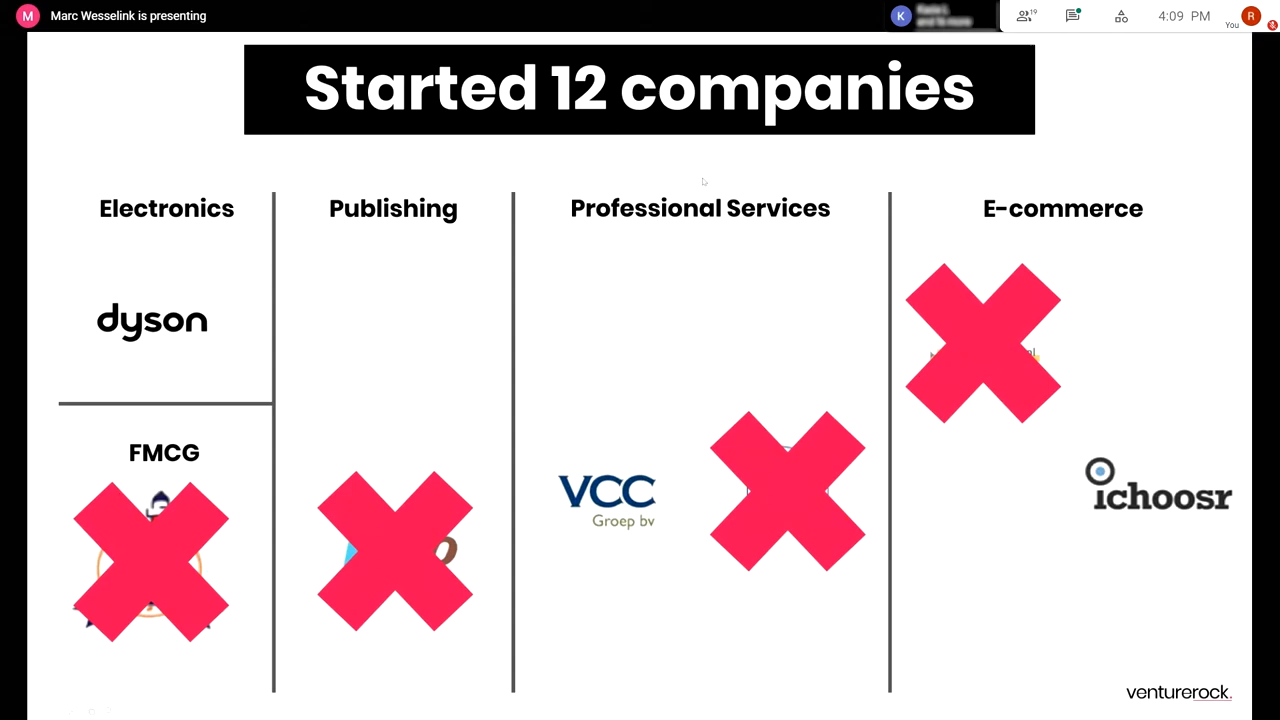 Marc Wesselink is presenting
K
19
4:09 PM
You
R
M
Started 12 companies
Electronics
Publishing
Professional Services
E-commerce
dyson
FMCG
VCC
Groep bv
ichoosr
venturerock.